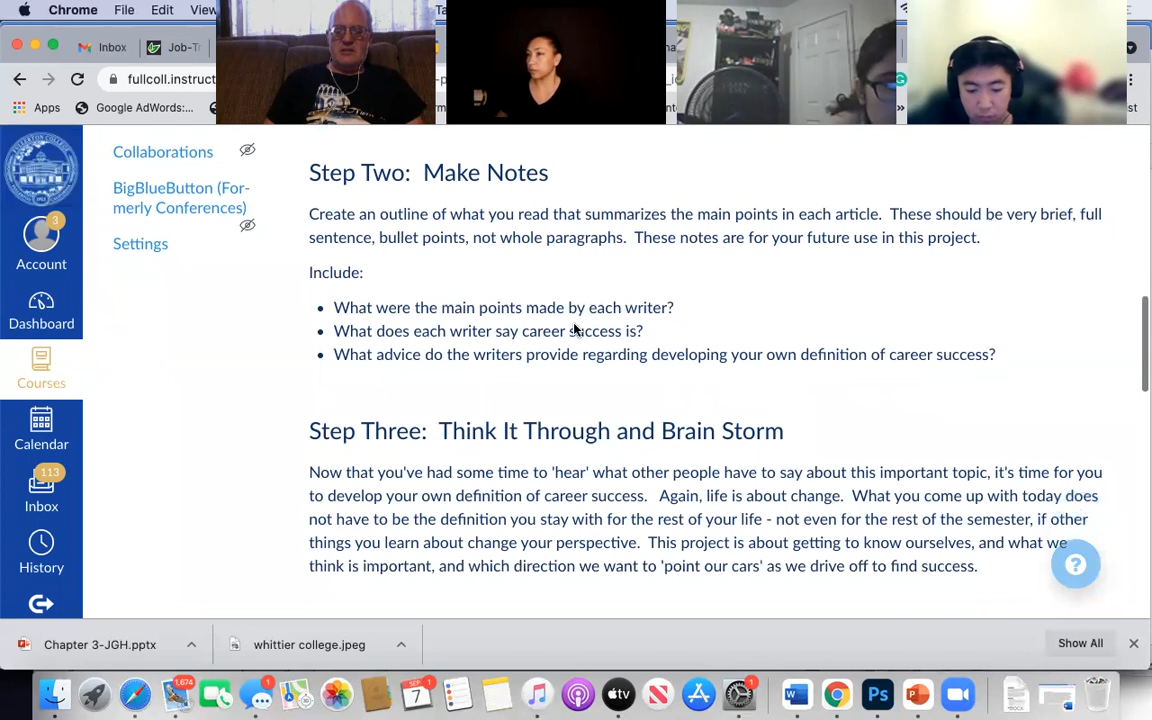 Chrome File Edit View
Inbox
Job-Tr
fullcoll.instruct
Apps
Google AdWords:...
»
Collaborations
BigBlueButton (For-
merly Conferences)
Settings
3
Account
Dashboard
Courses
Calendar
113
Inbox
History
Step Two: Make Notes
Create an outline of what you read that summarizes the main points in each article. These should be very brief, full
sentence, bullet points, not whole paragraphs. These notes are for your future use in this project.
Include:
• What were the main points made by each writer?
• What does each writer say career success is?
• What advice do the writers provide regarding developing your own definition of career success?
Step Three: Think It Through and Brain Storm
Now that you've had some time to 'hear' what other people have to say about this important topic, it's time for you
to develop your own definition of career success. Again, life is about change. What you come up with today does
not have to be the definition you stay with for the rest of your life - not even for the rest of the semester, if other
things you learn about change your perspective. This project is about getting to know ourselves, and what we
think is important, and which direction we want to 'point our cars' as we drive off to find success.
?
Chapter 3-JGH.pptx
whittier college.jpeg
Show All
1,674
1
SEP
7
1
tv
1
W
Ps
P